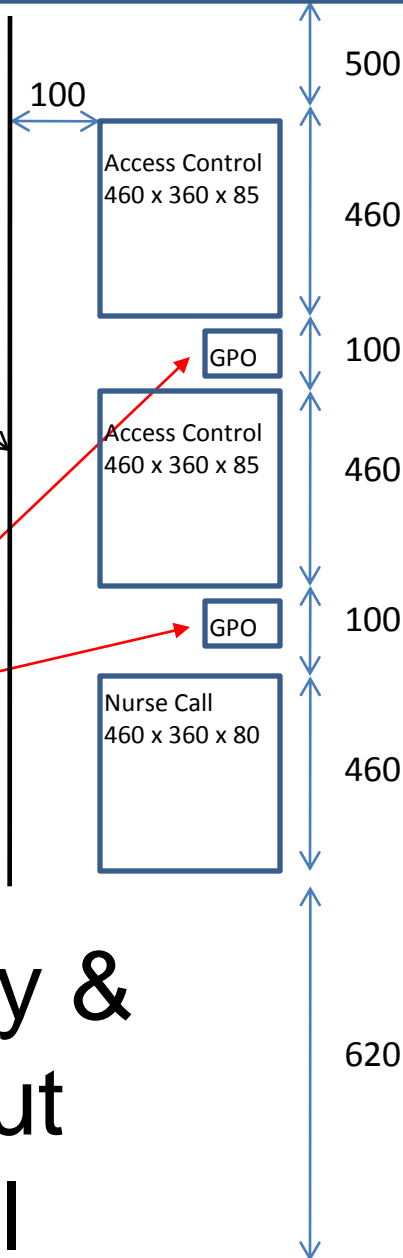 500
100
Access Control
460 x 360 x 85
460
GPO
100
Access Control
460 x 360 x 85
460
GPO
100
Nurse Call
460 x 360 x 80
460
y &
ut
l
620